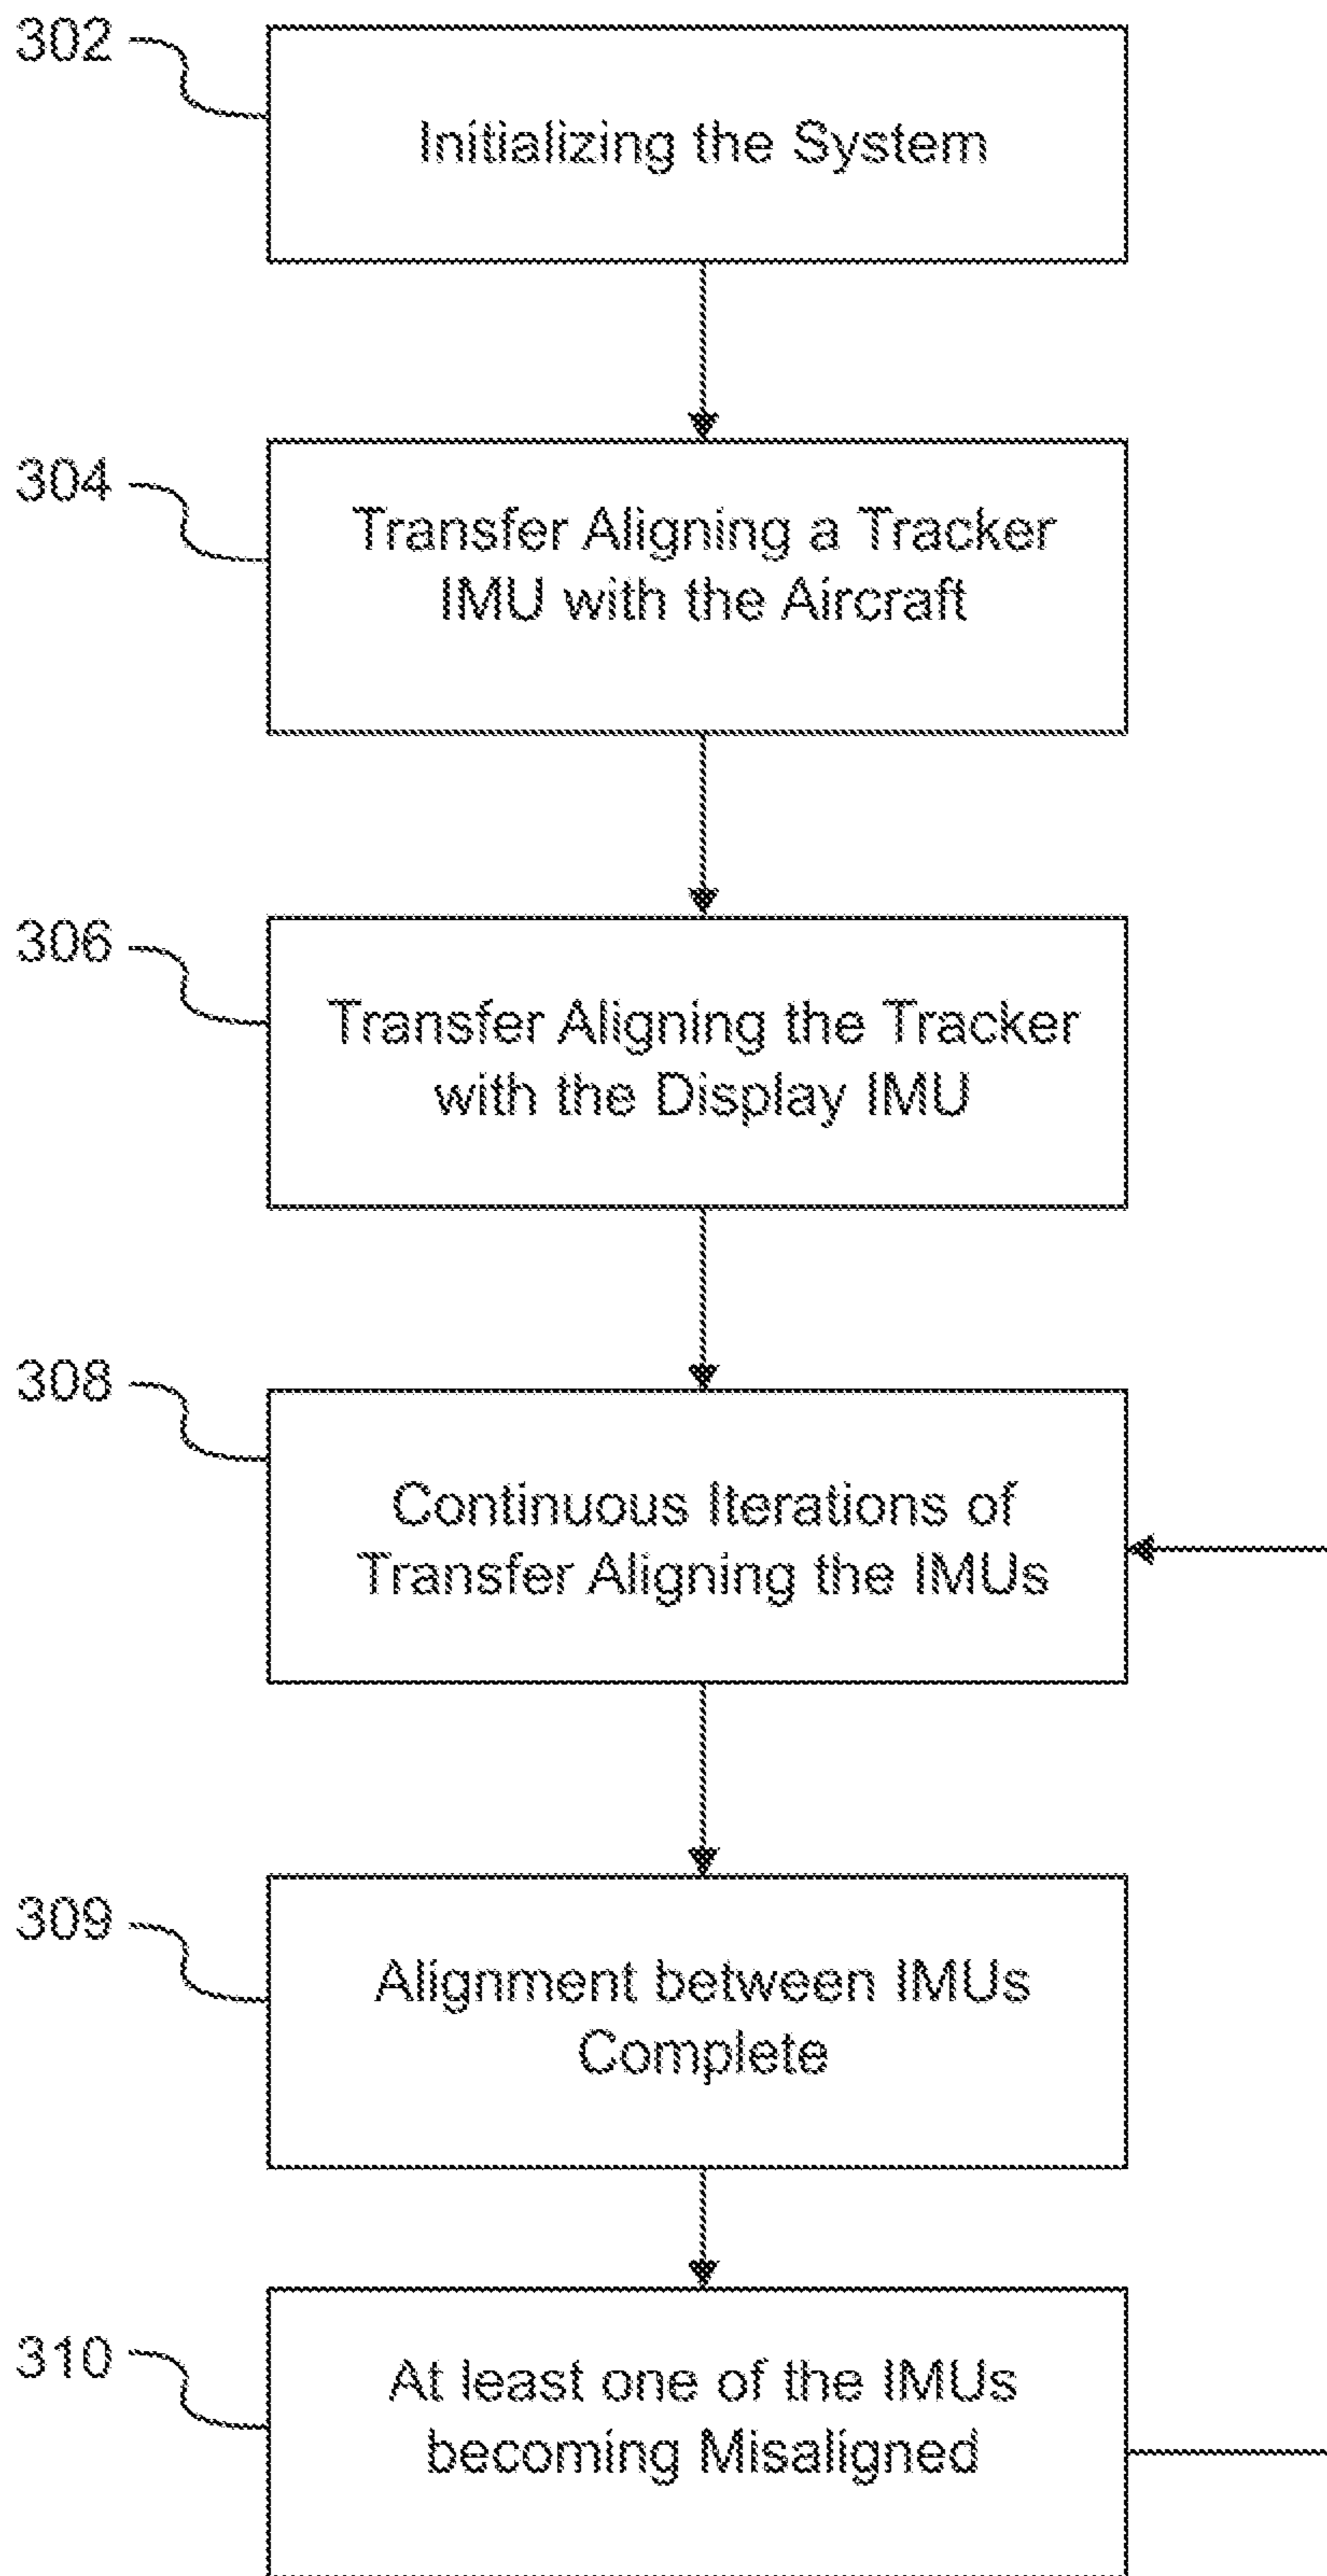 302
Initializing the System
304
Transfer Aligning a Tracker
IMU with the Aircraft
306
Transfer Aligning the Tracker
with the Display IMU
308
Continuous Iterations of
Transfer Aligning the IMUs
309
Alignment between IMUs
Complete
310
At least one of the IMUs
becoming Misaligned